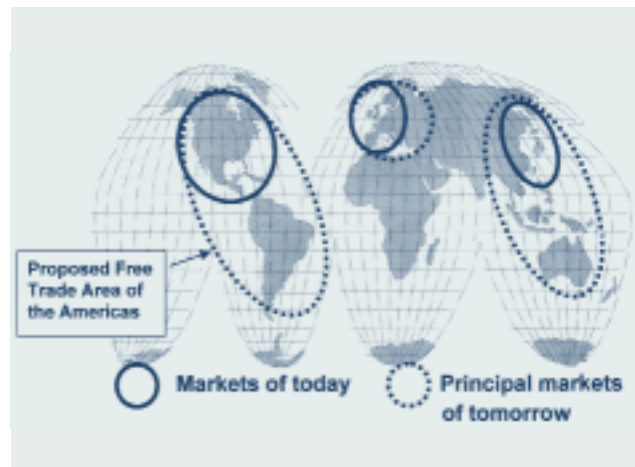 Proposed Free
Trade Area of
the Americas
Markets of today
Principal markets
of tomorrow